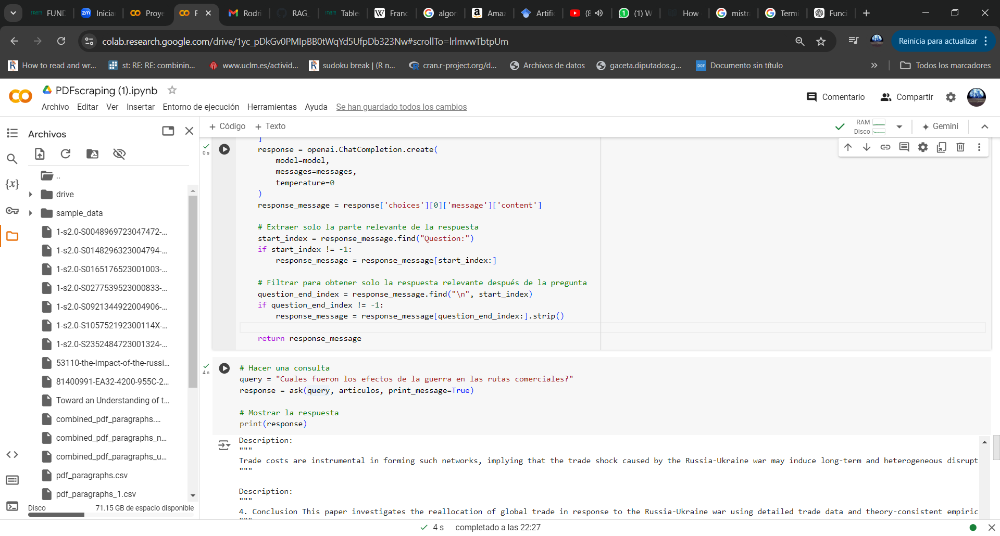 FUND
Inicia
Proye
F
Rodri
RAG_
Table
Franc
algor
Amaz
Artific
(8
(1) W
How
mistr
Termi
Funci
colab.research.google.com/drive/1yc_pDkGv0PMIpBB0tWqYd5UfpDb323Nw#scrollTo=lrlmvwTbtpUm
Reinicia para actualizar
How to read and wr...
st: RE: RE: combinin...
www.uclm.es/activid...
sudoku break | (R n...
cran.r-project.org/d...
Archivos de datos
gaceta.diputados.g...
Documento sin título
Todos los marcadores
PDFscraping (1).ipynb
Comentario
Compartir
Archivo Editar Ver Insertar Entorno de ejecución Herramientas Ayuda Se han guardado todos los cambios
Archivos
+ Código + Texto
RAM
Disco
Gemini
..
drive
sample_data
1-s2.0-S0048969723047472-...
1-s2.0-S0148296323004794-...
1-s2.0-S0165176523001003-...
1-s2.0-S0277539523000833-...
1-s2.0-S0921344922004906-...
1-s2.0-S105752192300114X-...
1-s2.0-S2352484723001324-...
53110-the-impact-of-the-russi...
81400991-EA32-4200-955C-2...
Toward an Understanding of t...
combined_pdf_paragraphs....
combined_pdf_paragraphs_n...
combined_pdf_paragraphs_u...
pdf_paragraphs.csv
pdf_paragraphs_1.csv
Disco 71.15 GB de espacio disponible
0 s
]
response = openai.ChatCompletion.create(
model=model,
messages=messages,
temperature=0
)
response_message = response['choices'][0]['message']['content']
# Extraer solo la parte relevante de la respuesta
start_index = response_message.find("Question:")
if start_index != -1:
response_message = response_message[start_index:]
# Filtrar para obtener solo la respuesta relevante después de la pregunta
question_end_index = response_message.find("\n", start_index)
if question_end_index != -1:
response_message = response_message[question_end_index:].strip()
return response_message
4 s
# Hacer una consulta
query = "Cuales fueron los efectos de la guerra en las rutas comerciales?"
response = ask(query, articulos, print_message=True)
# Mostrar la respuesta
print(response)
Description:
"""
Trade costs are instrumental in forming such networks, implying that the trade shock caused by the Russia-Ukraine war may induce long-term and heterogeneous disrupt
"""
Description:
"""
4. Conclusion This paper investigates the reallocation of global trade in response to the Russia-Ukraine war using detailed trade data and theory-consistent empiric
"""
4 s completado a las 22:27